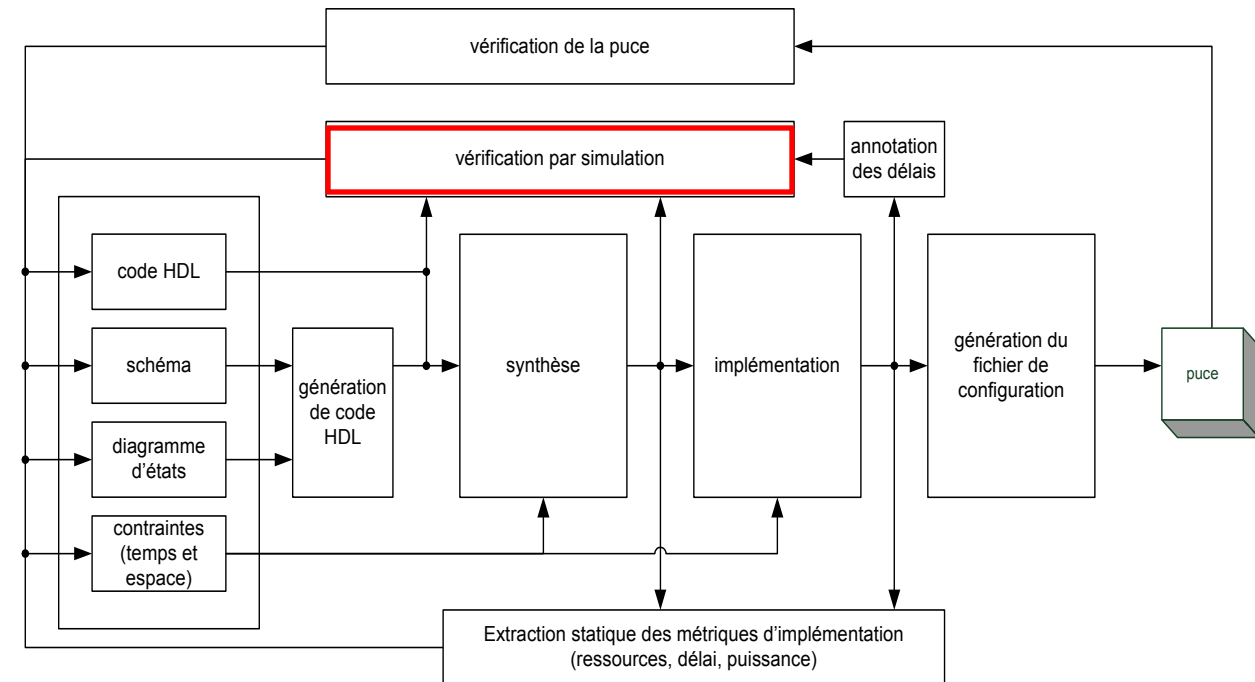 vérification de la puce
vérification par simulation
annotation
des délais
code HDL
schéma
génération
de code
HDL
synthèse
implémentation
génération du
fichier de
configuration
puce
diagramme
d’états
contraintes
(temps et
espace)
Extraction statique des métriques d’implémentation
(ressources, délai, puissance)